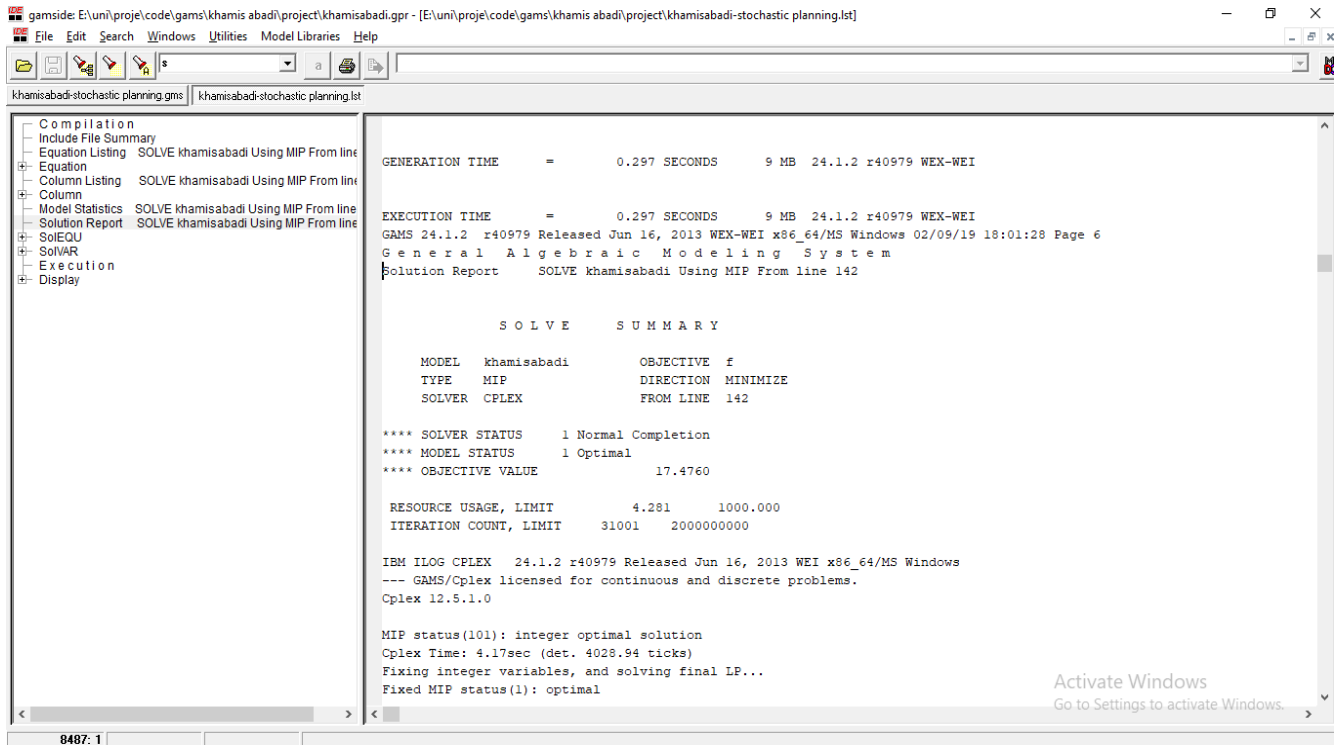 gamside: E:\uni\proje\code\gams\khamis abadi\project\khamisabadi.gpr - [E:\uni\proje\code\gams\khamis abadi\project\khamisabadi-stochastic planning.lst]
File Edit Search Windows Utilities Model Libraries Help
s
a
khamisabadi-stochastic planning.gms khamisabadi-stochastic planning.lst
Compilation
Include File Summary
Equation Listing SOLVE khamisabadi Using MIP From line
Equation
Column Listing SOLVE khamisabadi Using MIP From line
Column
Model Statistics SOLVE khamisabadi Using MIP From line
Solution Report SOLVE khamisabadi Using MIP From line
SolEQU
SolVAR
Execution
Display
GENERATION TIME = 0.297 SECONDS 9 MB 24.1.2 r40979 WEX-WEI
EXECUTION TIME = 0.297 SECONDS 9 MB 24.1.2 r40979 WEX-WEI
GAMS 24.1.2 r40979 Released Jun 16, 2013 WEX-WEI x86_64/MS Windows 02/09/19 18:01:28 Page 6
G e n e r a l A l g e b r a i c M o d e l i n g S y s t e m
Solution Report SOLVE khamisabadi Using MIP From line 142
S O L V E S U M M A R Y
MODEL khamisabadi OBJECTIVE f
TYPE MIP DIRECTION MINIMIZE
SOLVER CPLEX FROM LINE 142
**** SOLVER STATUS 1 Normal Completion
**** MODEL STATUS 1 Optimal
**** OBJECTIVE VALUE 17.4760
RESOURCE USAGE, LIMIT 4.281 1000.000
ITERATION COUNT, LIMIT 31001 2000000000
IBM ILOG CPLEX 24.1.2 r40979 Released Jun 16, 2013 WEI x86_64/MS Windows
--- GAMS/Cplex licensed for continuous and discrete problems.
Cplex 12.5.1.0
MIP status(101): integer optimal solution
Cplex Time: 4.17sec (det. 4028.94 ticks)
Fixing integer variables, and solving final LP...
Fixed MIP status(1): optimal
Activate Windows
Go to Settings to activate Windows.
8487: 1